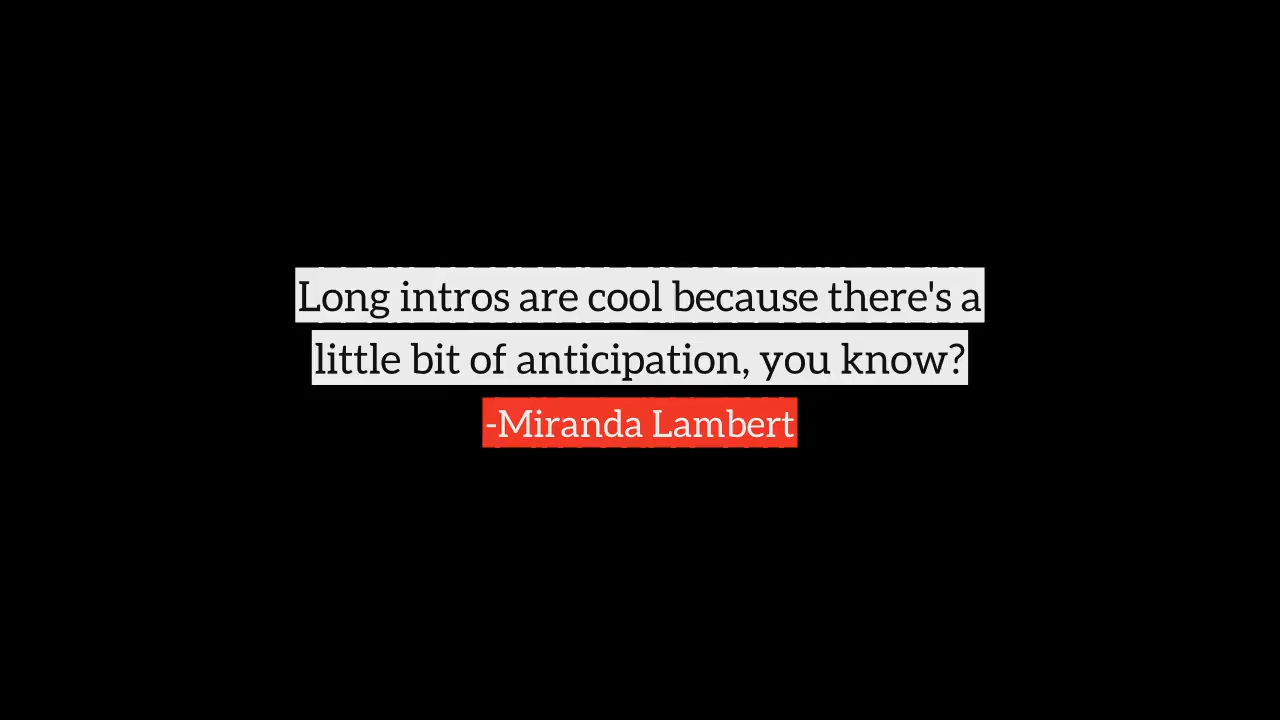 Long intros are cool because there's a
little bit of anticipation, you know?
-Miranda Lambert